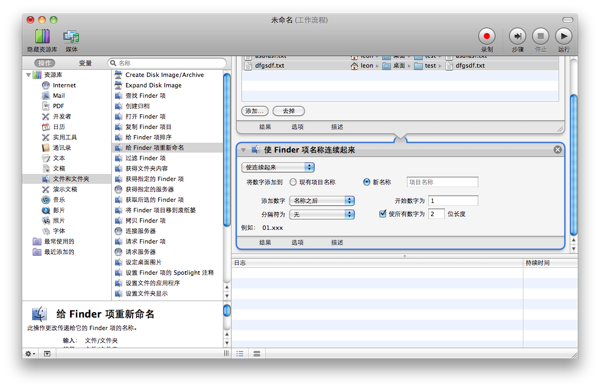 未命名 (工作流程)
隐藏资源库
媒体
录制
步骤
停止
运行
操作
变量
名称
资源库
Internet
Mail
PDF
开发者
日历
实用工具
通讯录
文本
文稿
文件和文件夹
演示文稿
音乐
影片
照片
字体
最常使用的
最近添加的
Create Disk Image/Archive
Expand Disk Image
查找 Finder 项
创建归档
打开 Finder 项
复制 Finder 项目
给 Finder 项排序
给 Finder 项重新命名
过滤 Finder 项
获得文件夹内容
获得指定的 Finder 项
获得指定的服务器
获取所选的 Finder 项
将 Finder 项目移到废纸篓
拷贝 Finder 项
连接服务器
请求 Finder 项
请求服务器
设定桌面图片
设置 Finder 项的 Spotlight 注释
设置文件的应用程序
设置文件夹显示
给 Finder 项重新命名
此操作更改传递给它的 Finder 项的名称。
输入: 文件/文件夹
dfgsdf.txt
leon
桌面
test
dfgsdf.txt
添加...
去掉
结果
选项
描述
使 Finder 项名称连续起来
使连续起来
将数字添加到
现有项目名称
新名称
项目名称
添加数字
名称之后
开始数字为
1
分隔符为
无
使所有数字为
2
位长度
例如: 01.xxx
结果
选项
描述
日志
持续时间